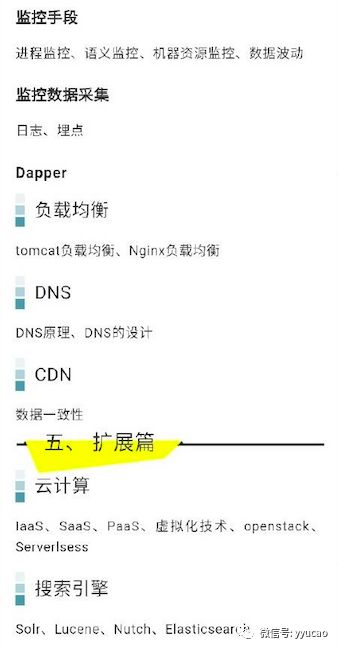 监控手段
进程监控、语义监控、机器资源监控、数据波动
监控数据采集
日志、埋点
Dapper
负载均衡
tomcat负载均衡、Nginx负载均衡
DNS
DNS原理、DNS的设计
CDN
数据一致性
五、 扩展篇
云计算
IaaS、SaaS、PaaS、虚拟化技术、openstack、
Serverlsess
搜索引擎
Solr、Lucene、Nutch、Elasticsearch
微信号: yyucao